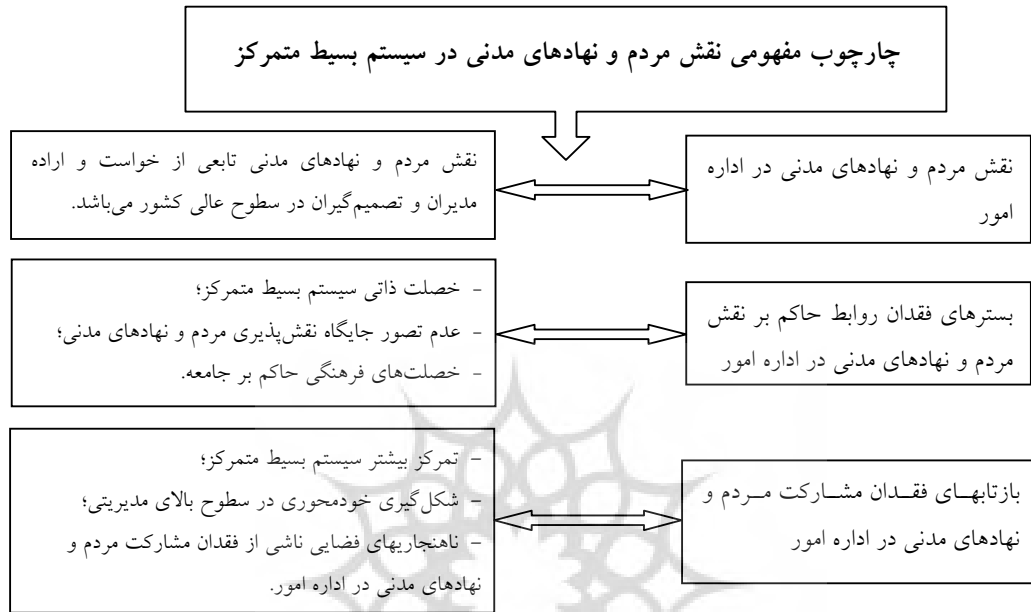 چارچوب مفهومی نقش مردم و نهادهای مدنی در سیستم بسیط متمرکز
نقش مردم و نهادهای مدنی در اداره
امور
نقش مردم و نهادهای مدنی تابعی از خواست و اراده
مدیران و تصمیم‌گیران در سطوح عالی کشور می‌باشد.
بسترهای فقدان روابط حاکم بر نقش
مردم و نهادهای مدنی در اداره امور
- خصلت ذاتی سیستم بسیط متمرکز؛
- عدم تصور جایگاه نقش‌پذیری مردم و نهادهای مدنی؛
- خصلت‌های فرهنگی حاکم بر جامعه.
بازتابهای فقدان مشارکت مردم و
نهادهای مدنی در اداره امور
- تمرکز بیشتر سیستم بسیط متمرکز؛
- شکل‌گیری خودمحوری در سطوح بالای مدیریتی؛
- ناهنجاریهای فضایی ناشی از فقدان مشارکت مردم و
نهادهای مدنی در اداره امور.